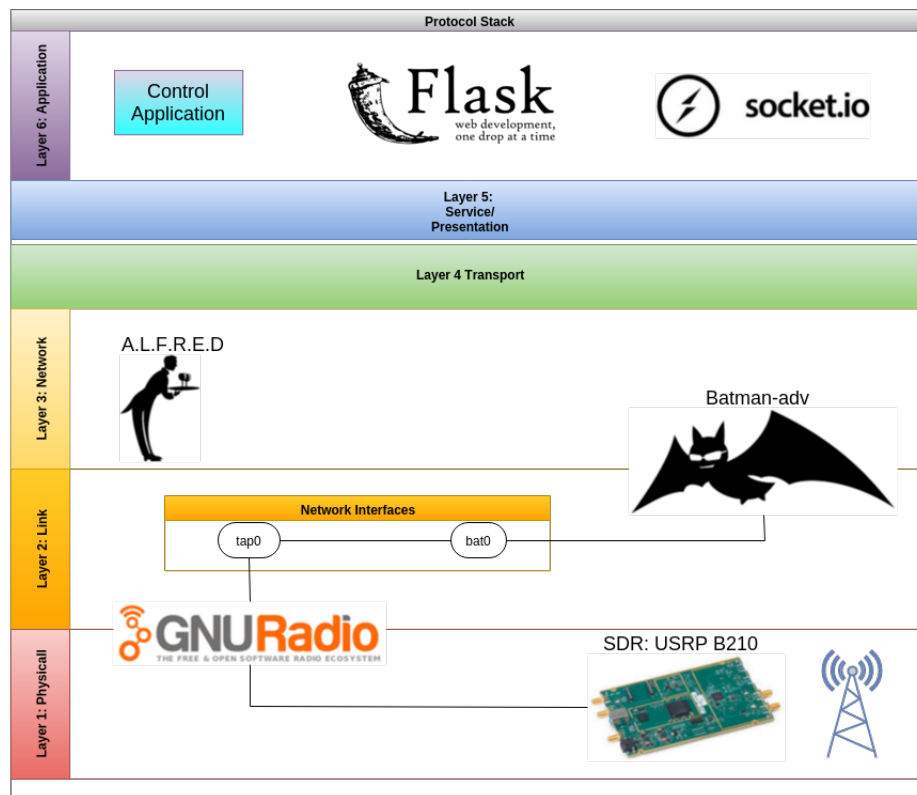 Protocol Stack
Layer 6: Application
Control
Application
Flask
web development,
one drop at a time
socket.io
Layer 5:
Service/
Presentation
Layer 4 Transport
Layer 3: Network
A.L.F.R.E.D
Batman-adv
Layer 2: Link
Network Interfaces
tap0
bat0
GNURadio
THE FREE & OPEN SOFTWARE RADIO ECOSYSTEM
Layer 1: Physicall
SDR: USRP B210